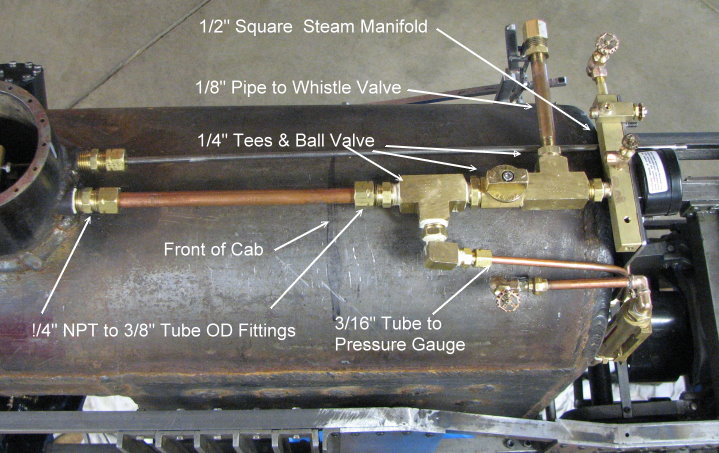 1/2" Square  Steam Manifold
1/8" Pipe to Whistle Valve
1/4" Tees & Ball Valve
Front of Cab
!/4" NPT to 3/8" Tube OD Fittings
3/16" Tube to
Pressure Gauge